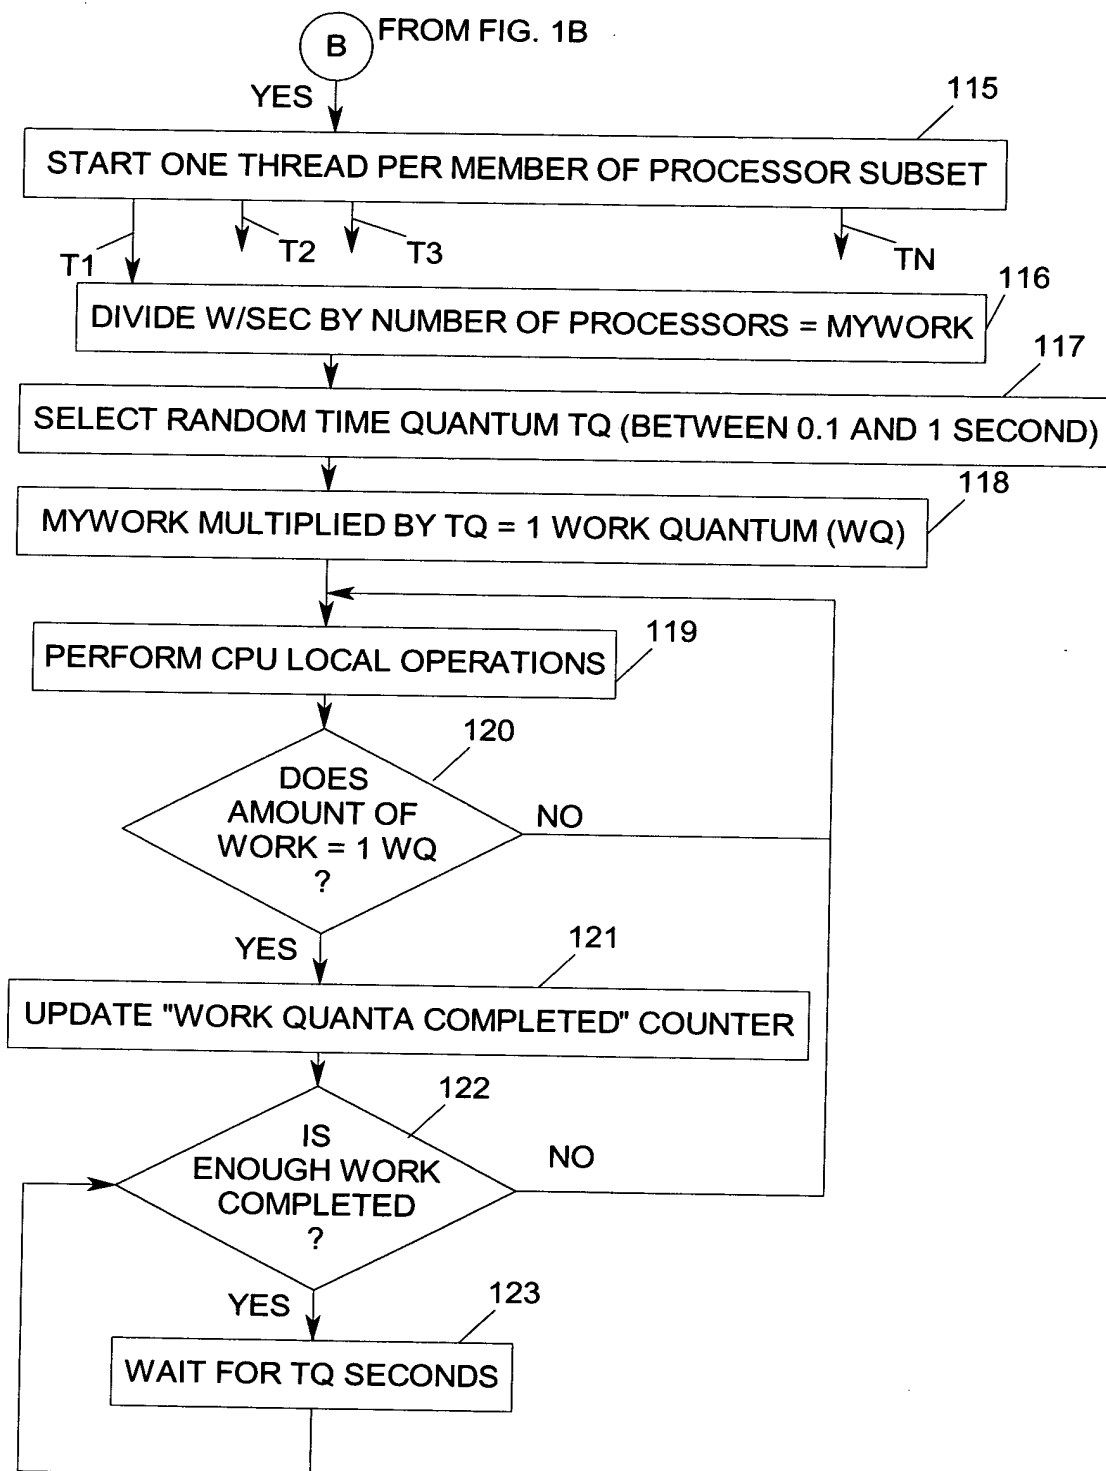 B
FROM FIG. 1B
YES
115
START ONE THREAD PER MEMBER OF PROCESSOR SUBSET
T1
T2
T3
TN
116
DIVIDE W/SEC BY NUMBER OF PROCESSORS = MYWORK
117
SELECT RANDOM TIME QUANTUM TQ (BETWEEN 0.1 AND 1 SECOND)
118
MYWORK MULTIPLIED BY TQ = 1 WORK QUANTUM (WQ)
119
PERFORM CPU LOCAL OPERATIONS
120
DOES
AMOUNT OF
WORK = 1 WQ
?
NO
YES
121
UPDATE "WORK QUANTA COMPLETED" COUNTER
122
IS
ENOUGH WORK
COMPLETED
?
NO
YES
123
WAIT FOR TQ SECONDS